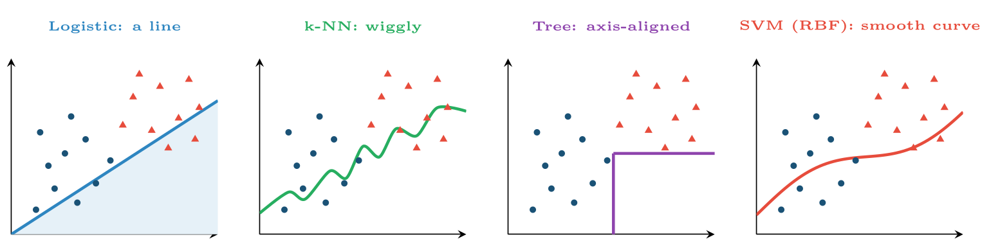 Logistic: a line
k-NN: wiggly
Tree: axis-aligned
SVM (RBF): smooth curve